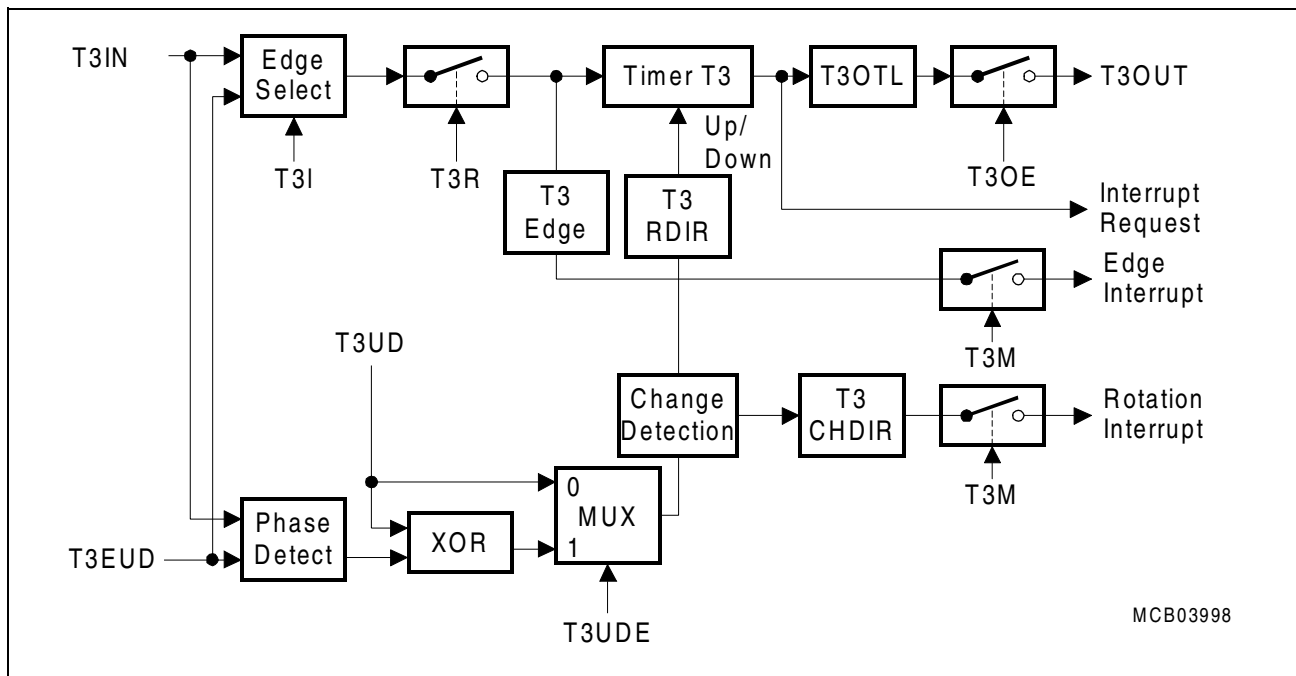 T3IN
Edge
Select
Timer T3
T3OTL
T3OUT
Up/
Down
T3I
T3R
T3OE
T3
Edge
T3
RDIR
Interrupt
Request
Edge
Interrupt
T3UD
T3M
Change
Detection
T3
CHDIR
Rotation
Interrupt
0
MUX
1
T3M
T3EUD
Phase
Detect
XOR
T3UDE
MCB03998